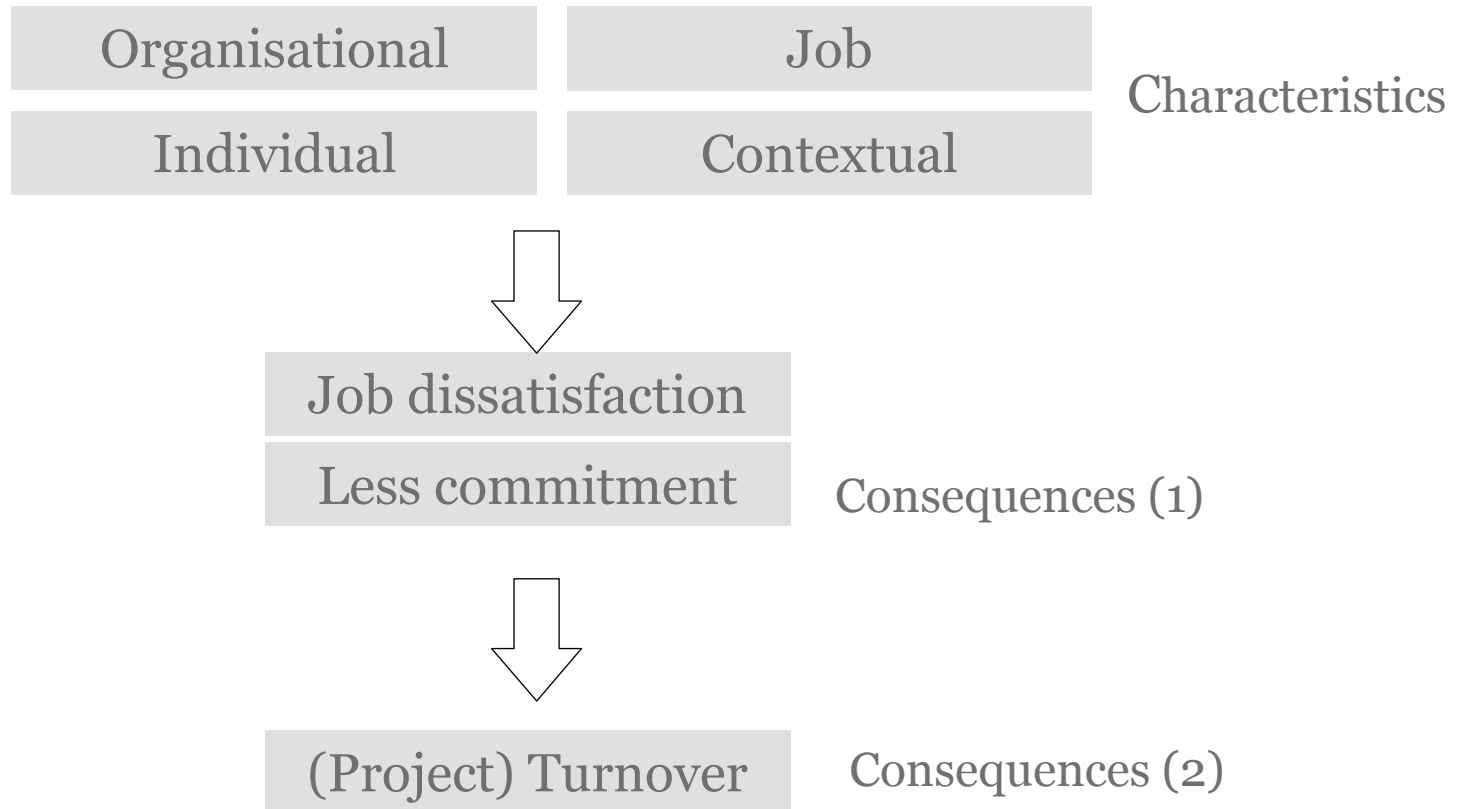 Organisational
Job
Characteristics
Individual
Contextual
Job dissatisfaction
Less commitment
Consequences (1)
(Project) Turnover
Consequences (2)